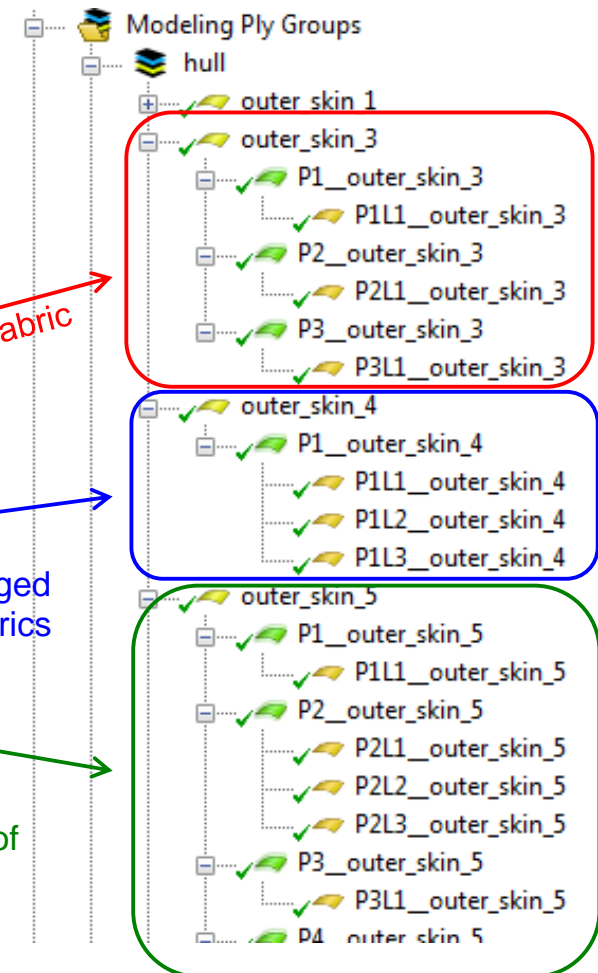 Modeling Ply Groups
hull
outer_skin_1
outer_skin_3
P1__outer_skin_3
P1L1__outer_skin_3
P2__outer_skin_3
P2L1__outer_skin_3
abric
P3__outer_skin_3
P3L1__outer_skin_3
outer_skin_4
P1__outer_skin_4
P1L1__outer_skin_4
P1L2__outer_skin_4
P1L3__outer_skin_4
ged
rics
outer_skin_5
P1__outer_skin_5
P1L1__outer_skin_5
P2__outer_skin_5
P2L1__outer_skin_5
P2L2__outer_skin_5
P2L3__outer_skin_5
of
P3__outer_skin_5
P3L1__outer_skin_5
P4__outer_skin_5